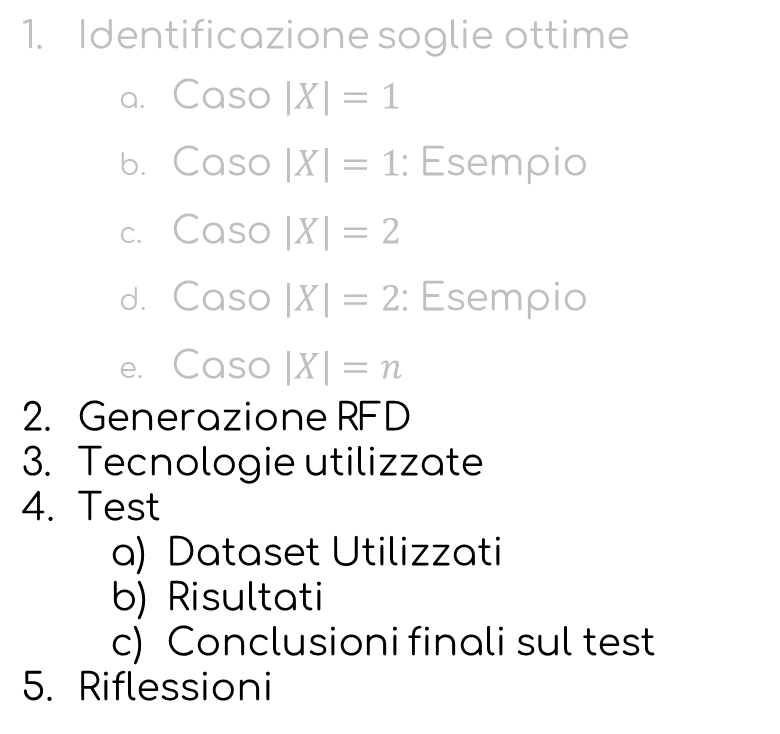 1. Identificazione soglie ottime
a. Caso |X| = 1
b. Caso |X| = 1: Esempio
c. Caso |X| = 2
d. Caso |X| = 2: Esempio
e. Caso |X| = n
2. Generazione RFD
3. Tecnologie utilizzate
4. Test
a) Dataset Utilizzati
b) Risultati
c) Conclusioni finali sul test
5. Riflessioni